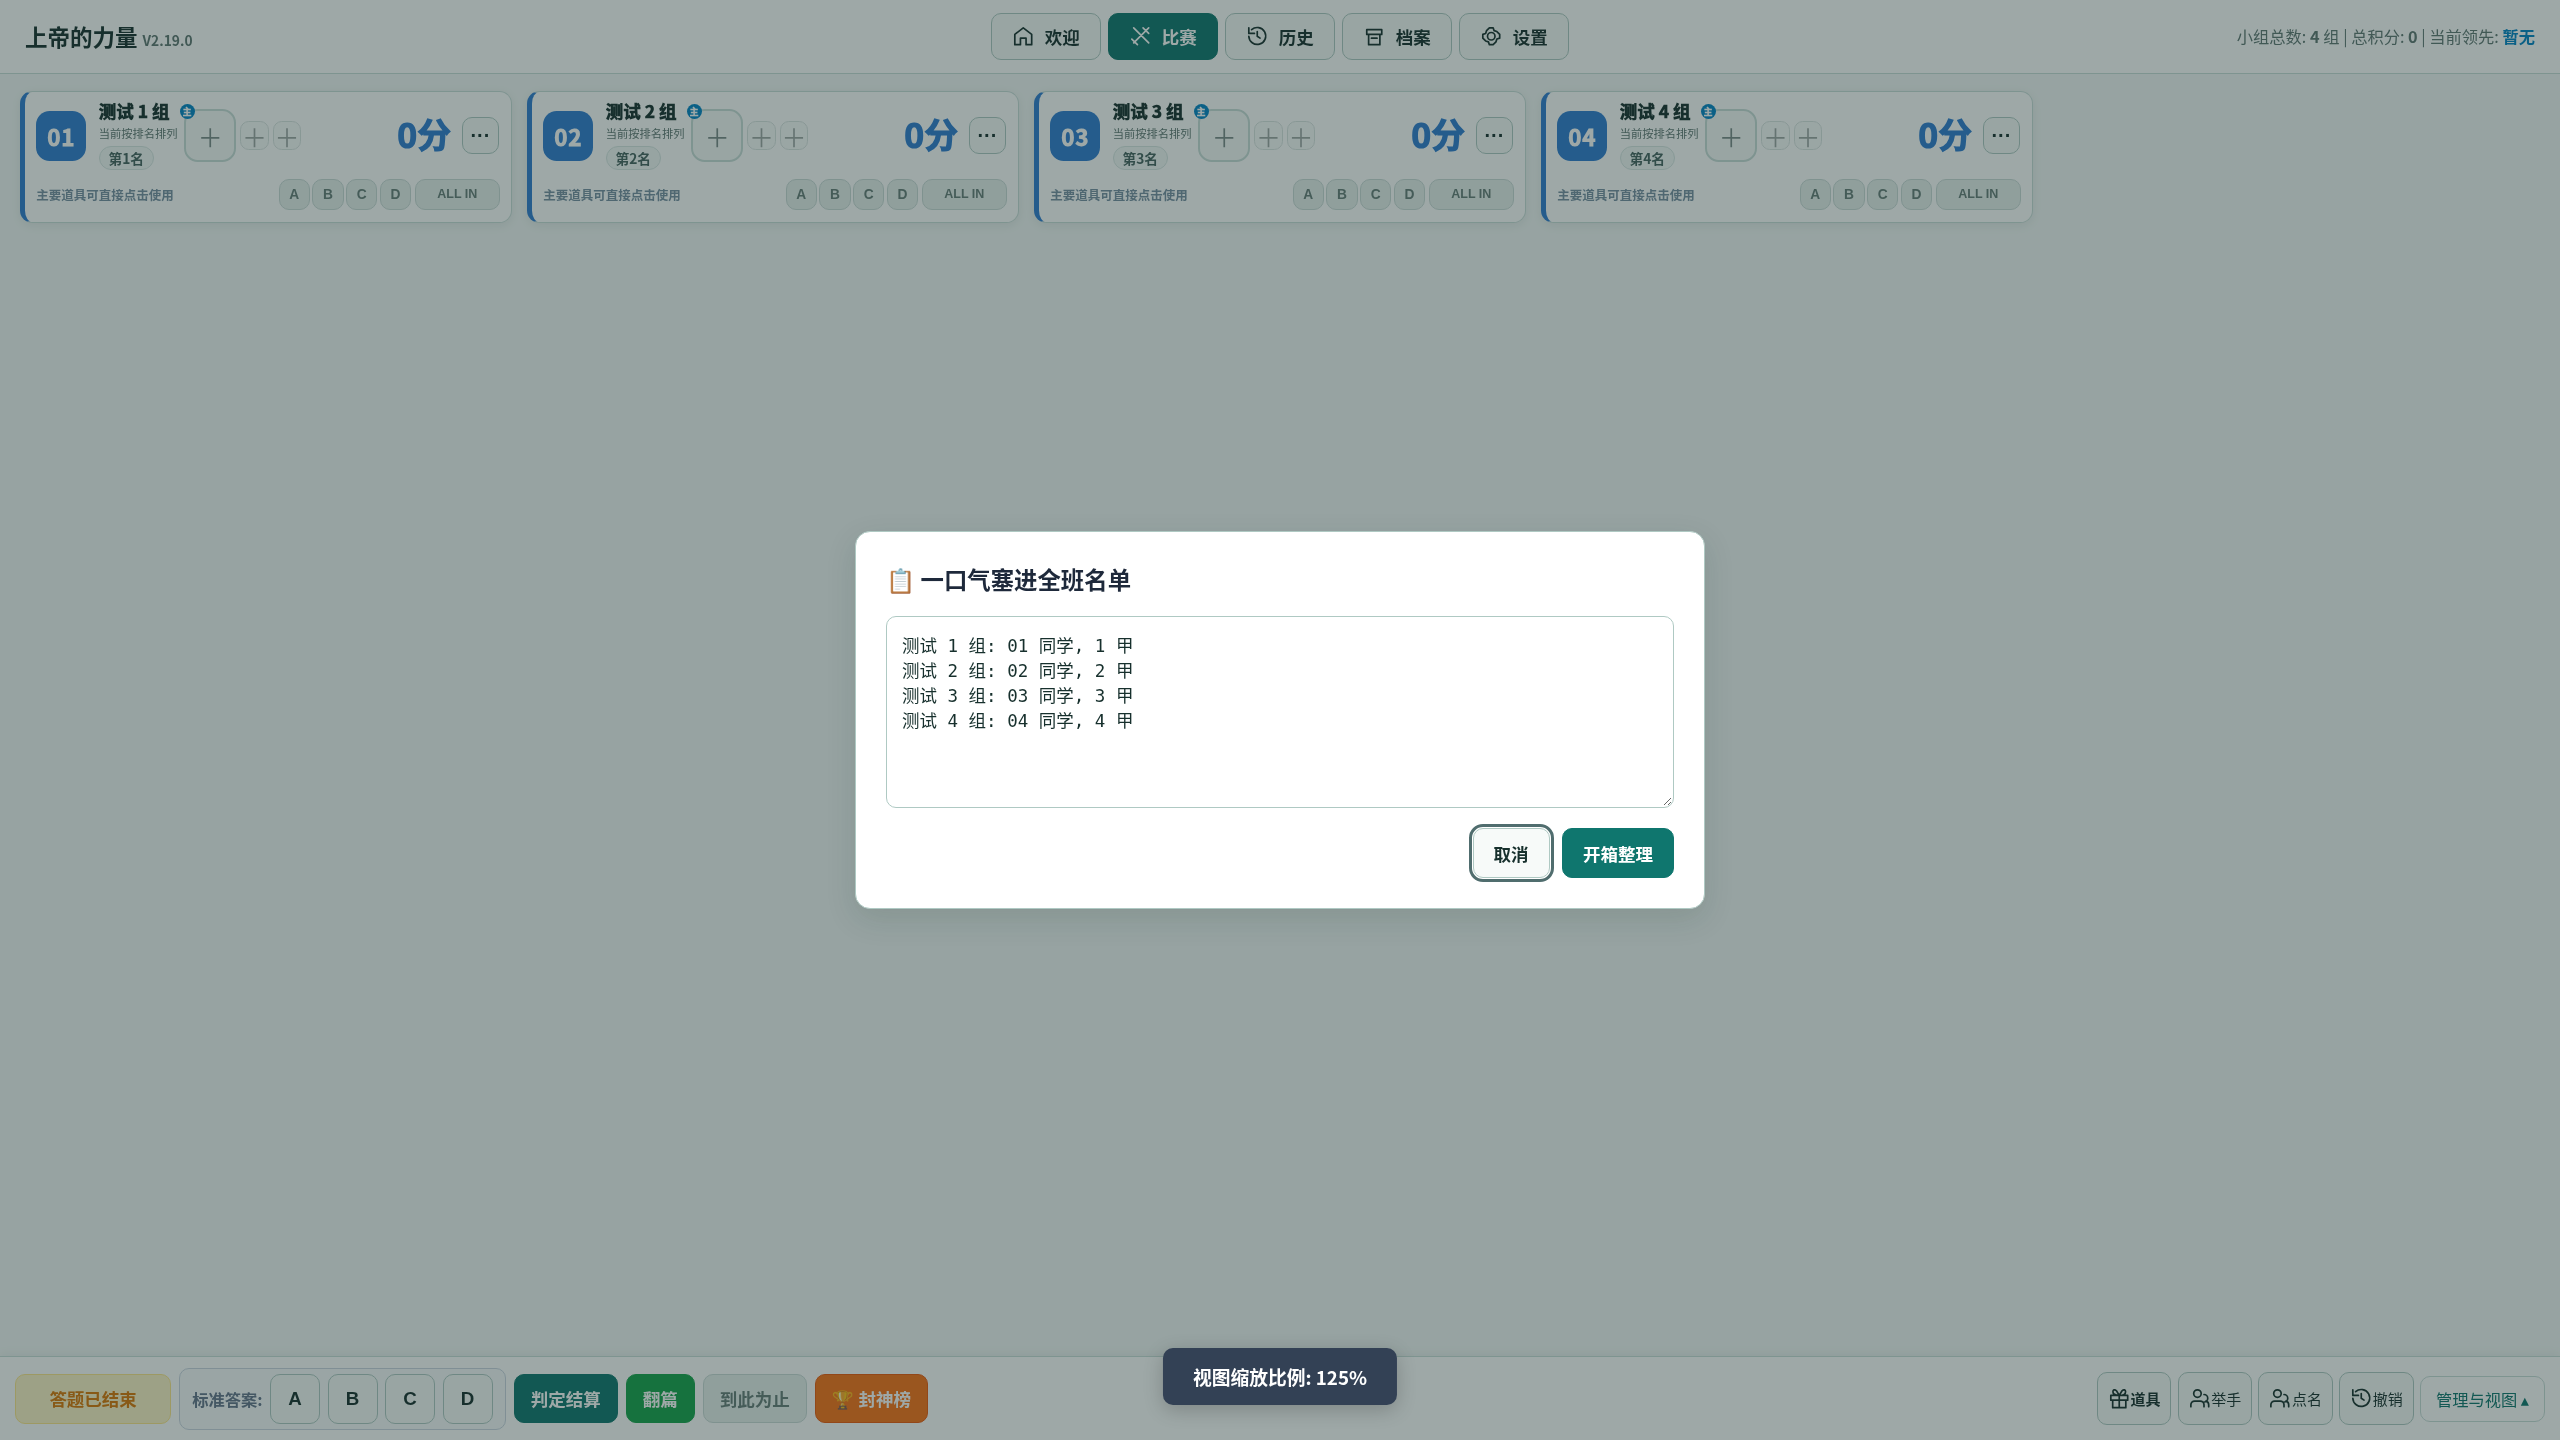 上帝的力量 V2.19.0
欢迎
比赛
历史
档案
设置
小组总数: 4 组 | 总积分: 0 | 当前领先: 暂无
01
测试 1 组
主
当前按排名排列
第1名
0分
...
主要道具可直接点击使用
A B C D ALL IN
02
测试 2 组
主
当前按排名排列
第2名
0分
...
主要道具可直接点击使用
A B C D ALL IN
03
测试 3 组
主
当前按排名排列
第3名
0分
...
主要道具可直接点击使用
A B C D ALL IN
04
测试 4 组
主
当前按排名排列
第4名
0分
...
主要道具可直接点击使用
A B C D ALL IN
📋 一口气塞进全班名单
测试 1 组: 01 同学, 1 甲
测试 2 组: 02 同学, 2 甲
测试 3 组: 03 同学, 3 甲
测试 4 组: 04 同学, 4 甲
取消
开箱整理
视图缩放比例: 125%
答题已结束
标准答案: A B C D
判定结算
翻篇
到此为止
🏆 封神榜
道具
举手
点名
撤销
管理与视图 ▴